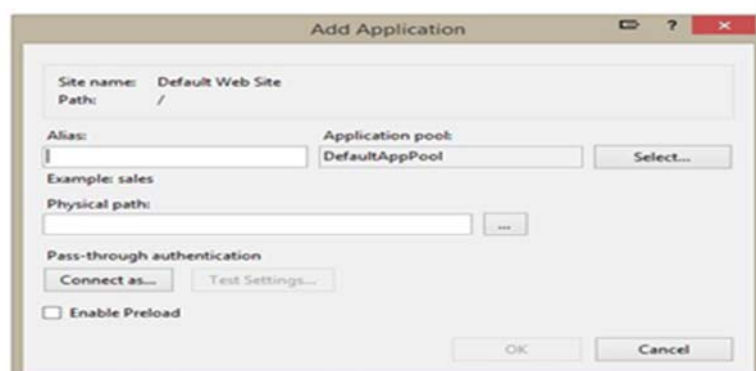 Add Application
?
Site name: Default Web Site
Path: /
Alias: Application pool:
DefaultAppPool Select...
Example: sales
Physical path:
...
Pass-through authentication
Connect as... Test Settings...
Enable Preload
OK Cancel